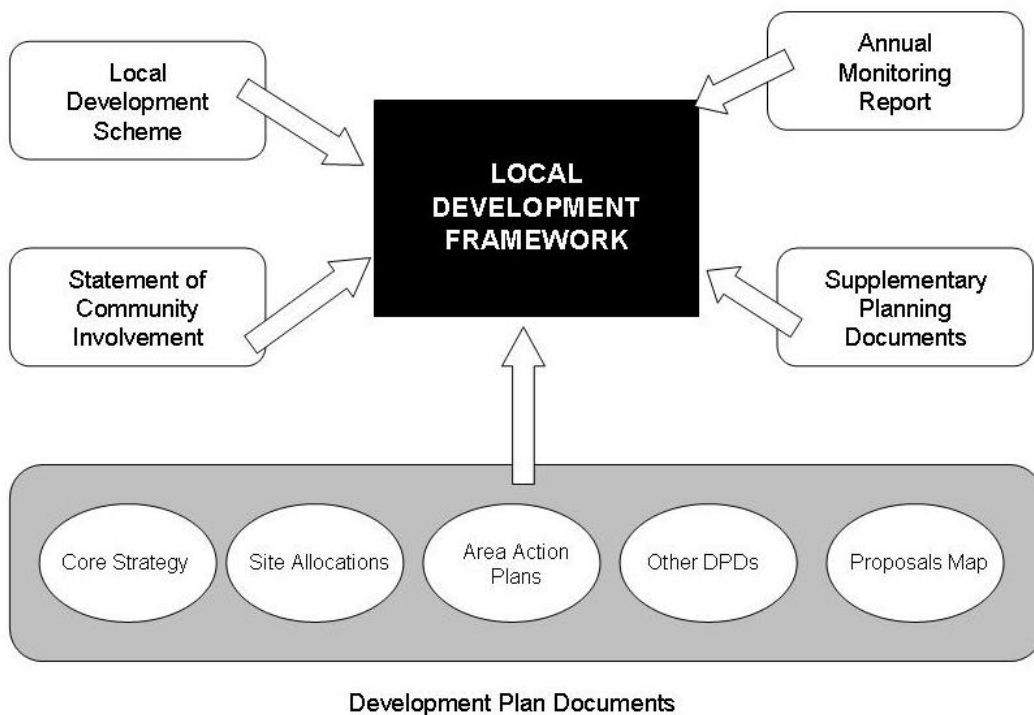 Local
Development
Scheme
Annual
Monitoring
Report
LOCAL
DEVELOPMENT
FRAMEWORK
Statement of
Community
Involvement
Supplementary
Planning
Documents
Core Strategy
Site Allocations
Area Action
Plans
Other DPDs
Proposals Map
Development Plan Documents